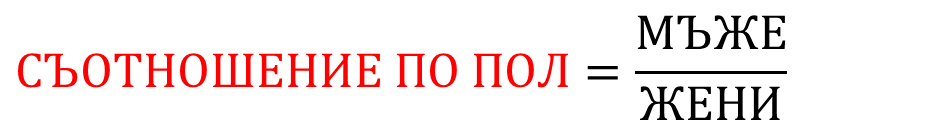 СЪОТНОШЕНИЕ ПО ПОЛ = МЪЖЕ
ЖЕНИ